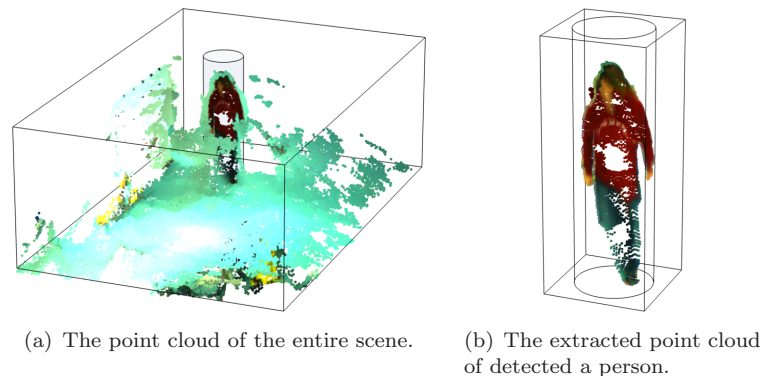 (a) The point cloud of the entire scene.
(b) The extracted point cloud
of detected a person.